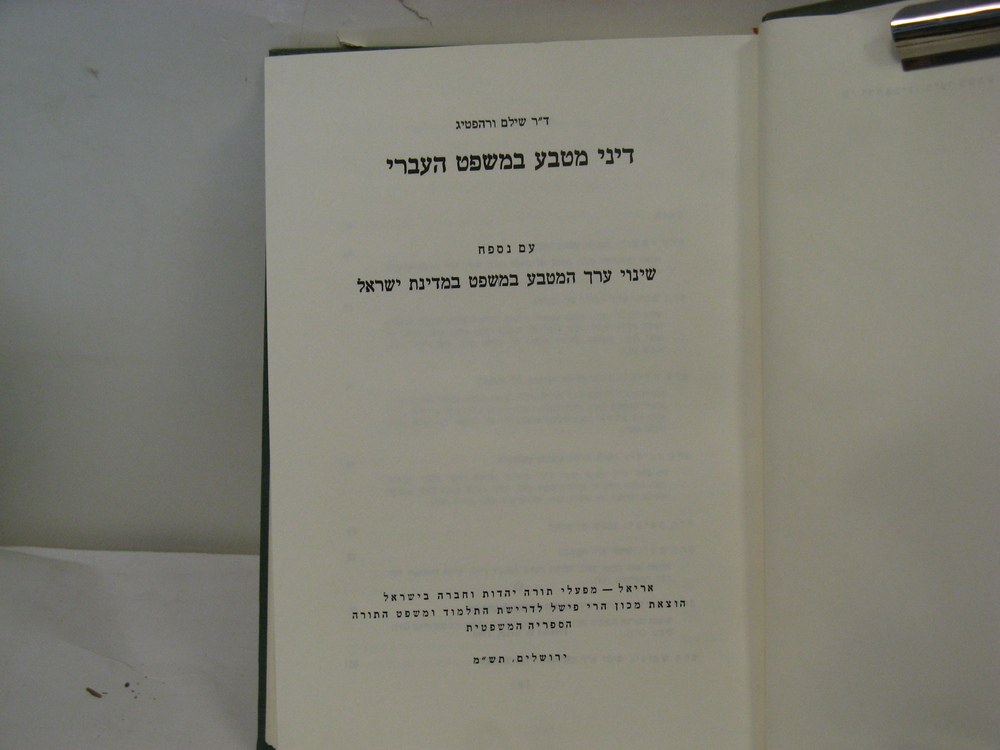 ד״ר שילם ורהפטיג
דיני מטבע במשפט העברי
עם נספח
שינוי ערך המטבע במשפט במדינת ישראל
אריאל — מפעלי תורה יהדות וחברה בישראל
הוצאת מכון הרי פישל לדרישת התלמוד ומשפט התורה
הספריה המשפטית
ירושלים. תש״מ